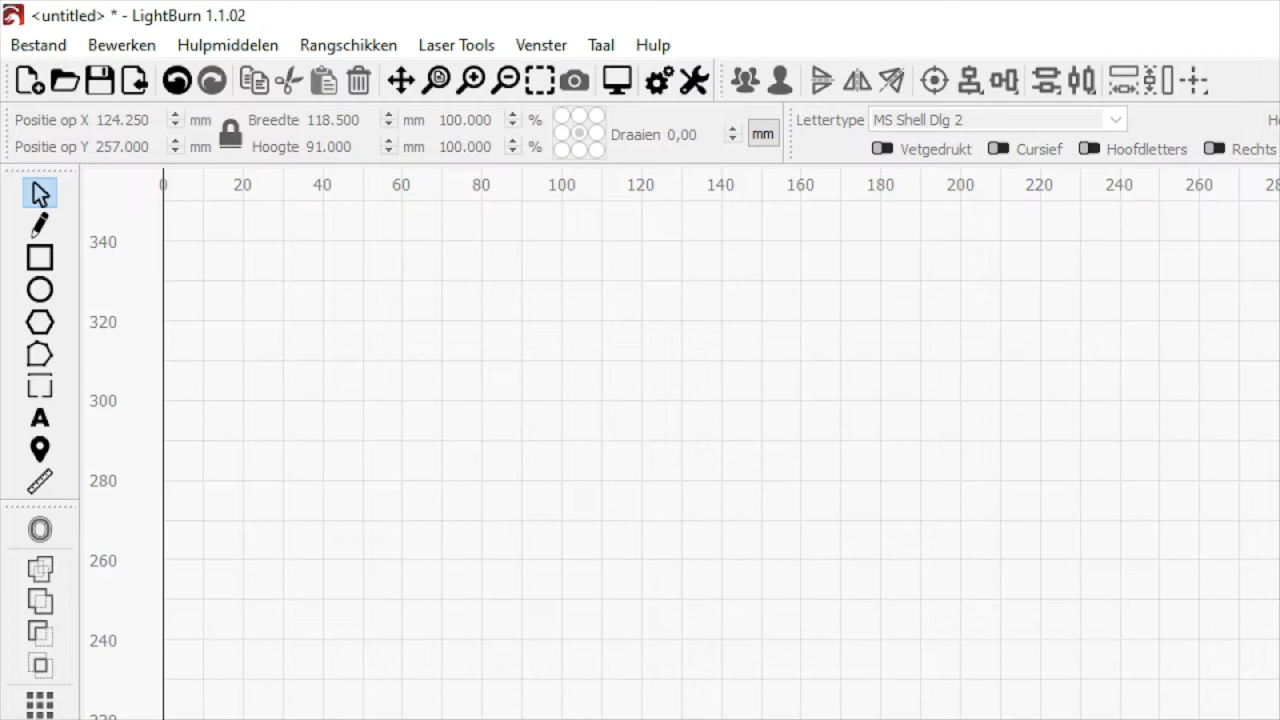 <untitled> * - LightBurn 1.1.02
Bestand Bewerken Hulpmiddelen Rangschikken Laser Tools Venster Taal Hulp
Positie op X 124.250 mm Breedte 118.500 mm 100.000 % Lettertype MS Shell Dlg 2
Draaien 0,00 mm
Positie op Y 257.000 mm Hoogte 91.000 mm 100.000 % Vetgedrukt Cursief Hoofdletters Rechts
0 20 40 60 80 100 120 140 160 180 200 220 240 260
340
320
300
A
280
260
240